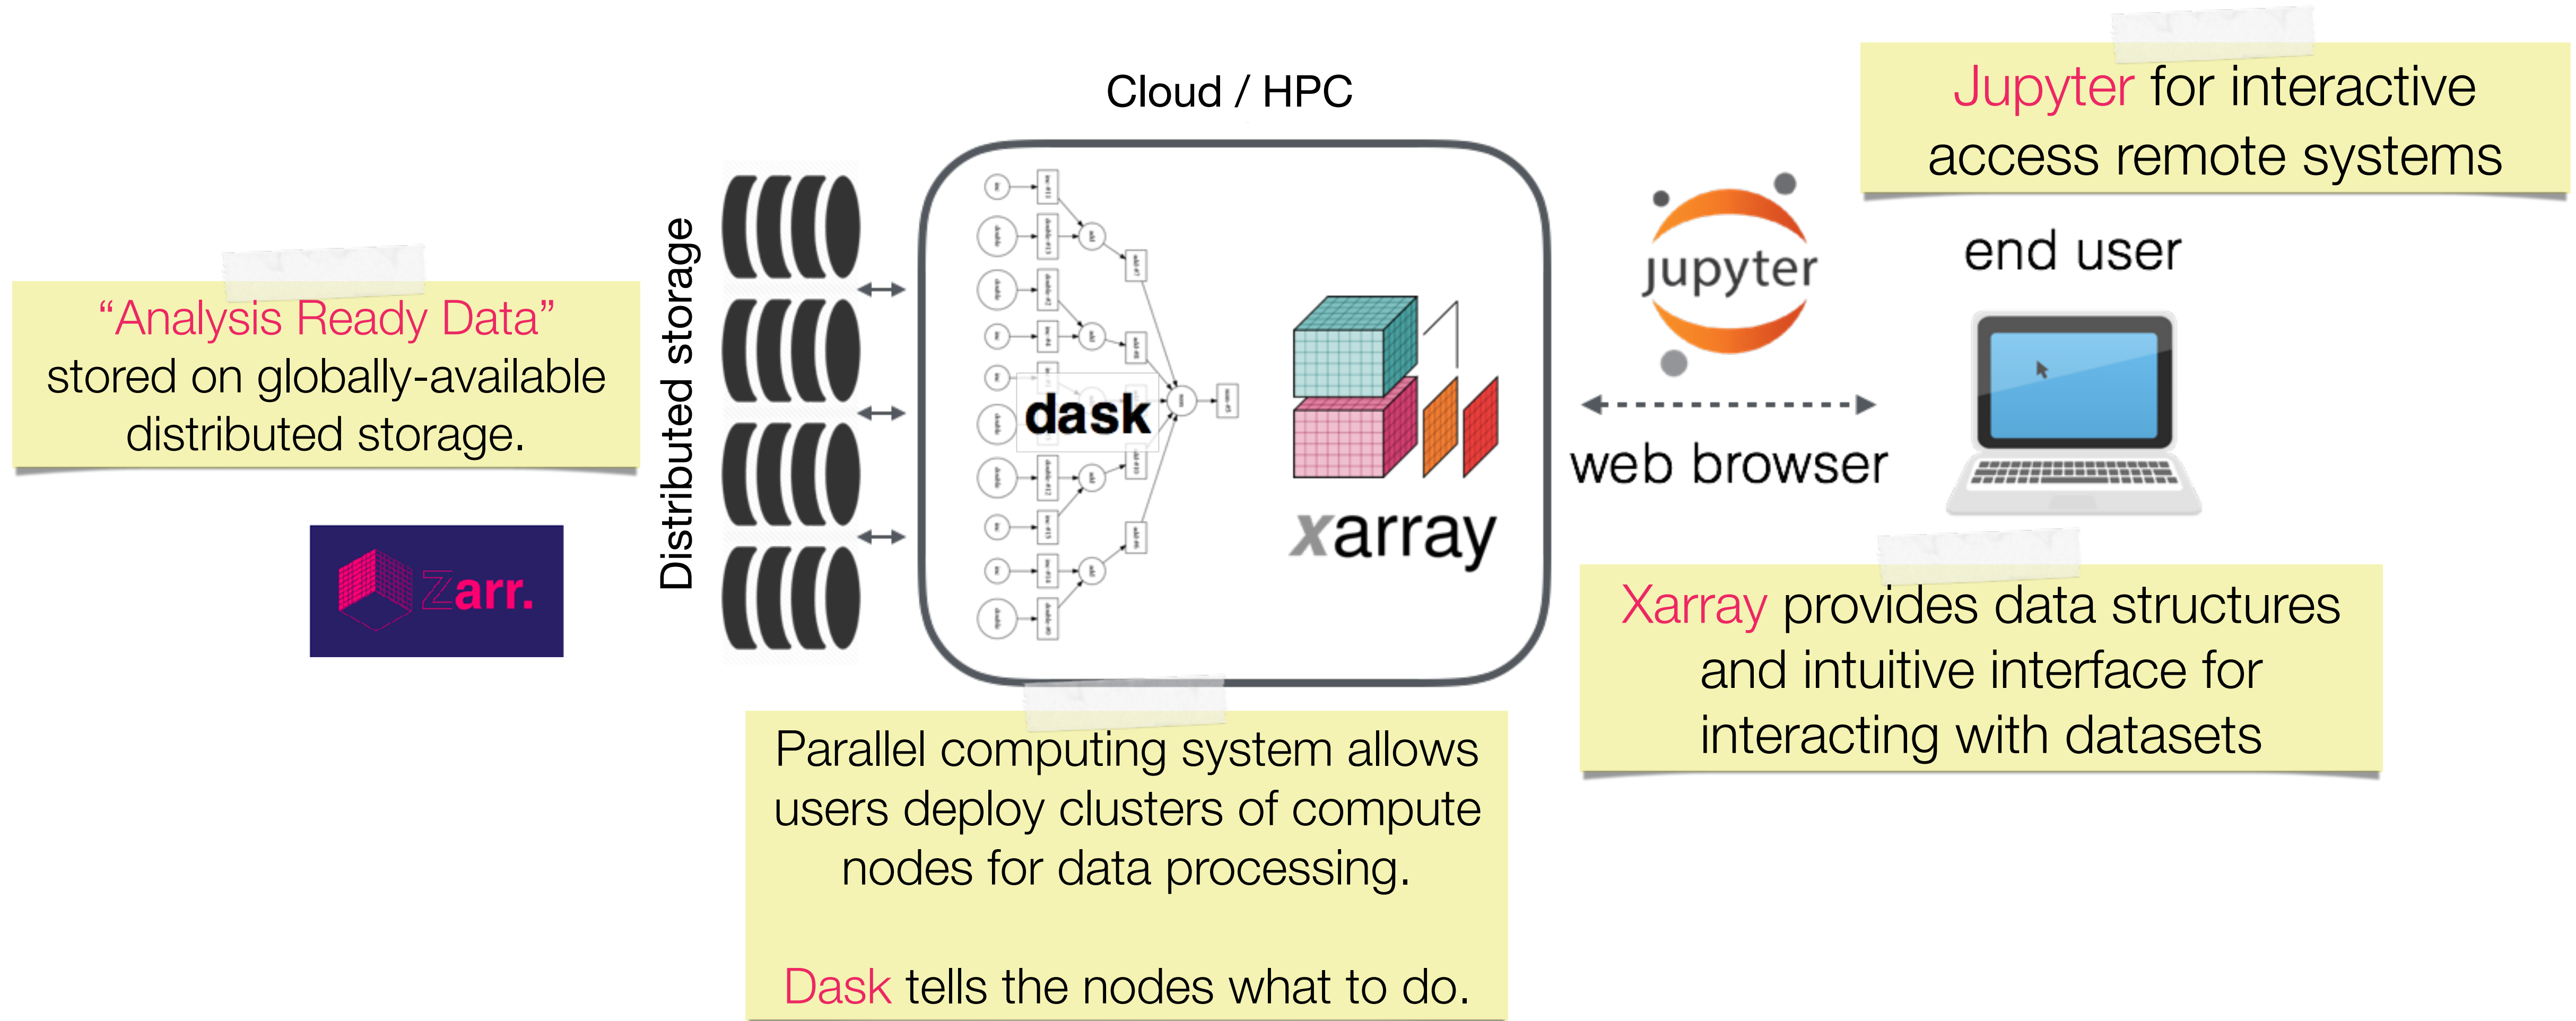 Cloud / HPC
Jupyter for interactive
access remote systems
"Analysis Ready Data"
stored on globally-available
distributed storage.
Zarr.
Distributed storage
dask
xarray
jupyter
end user
web browser
Xarray provides data structures
and intuitive interface for
interacting with datasets
Parallel computing system allows
users deploy clusters of compute
nodes for data processing.
Dask tells the nodes what to do.